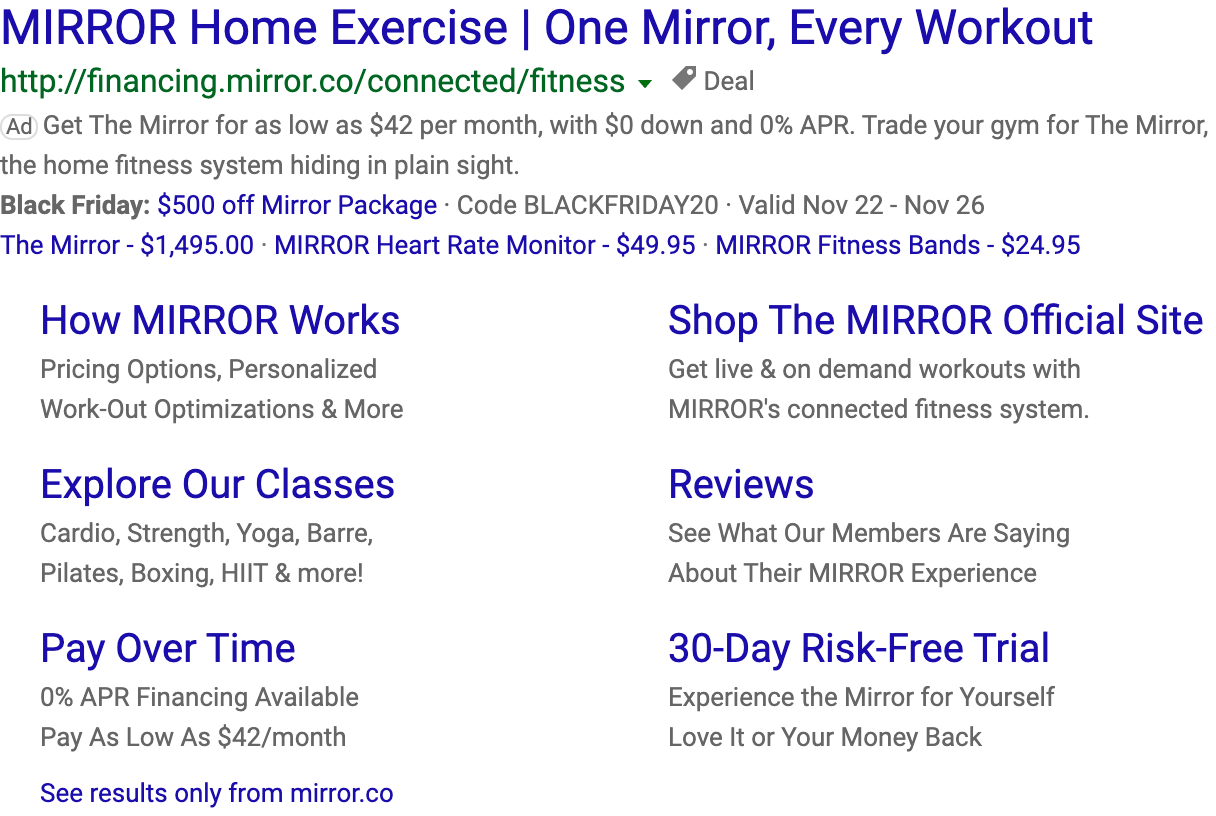 MIRROR Home Exercise | One Mirror, Every Workout
http://financing.mirror.co/connected/fitness Deal
Ad Get The Mirror for as low as $42 per month, with $0 down and 0% APR. Trade your gym for The Mirror,
the home fitness system hiding in plain sight.
Black Friday: $500 off Mirror Package · Code BLACKFRIDAY20 · Valid Nov 22 - Nov 26
The Mirror - $1,495.00 · MIRROR Heart Rate Monitor - $49.95 · MIRROR Fitness Bands - $24.95
How MIRROR Works
Pricing Options, Personalized
Work-Out Optimizations & More
Shop The MIRROR Official Site
Get live & on demand workouts with
MIRROR's connected fitness system.
Explore Our Classes
Cardio, Strength, Yoga, Barre,
Pilates, Boxing, HIIT & more!
Reviews
See What Our Members Are Saying
About Their MIRROR Experience
Pay Over Time
0% APR Financing Available
Pay As Low As $42/month
30-Day Risk-Free Trial
Experience the Mirror for Yourself
Love It or Your Money Back
See results only from mirror.co